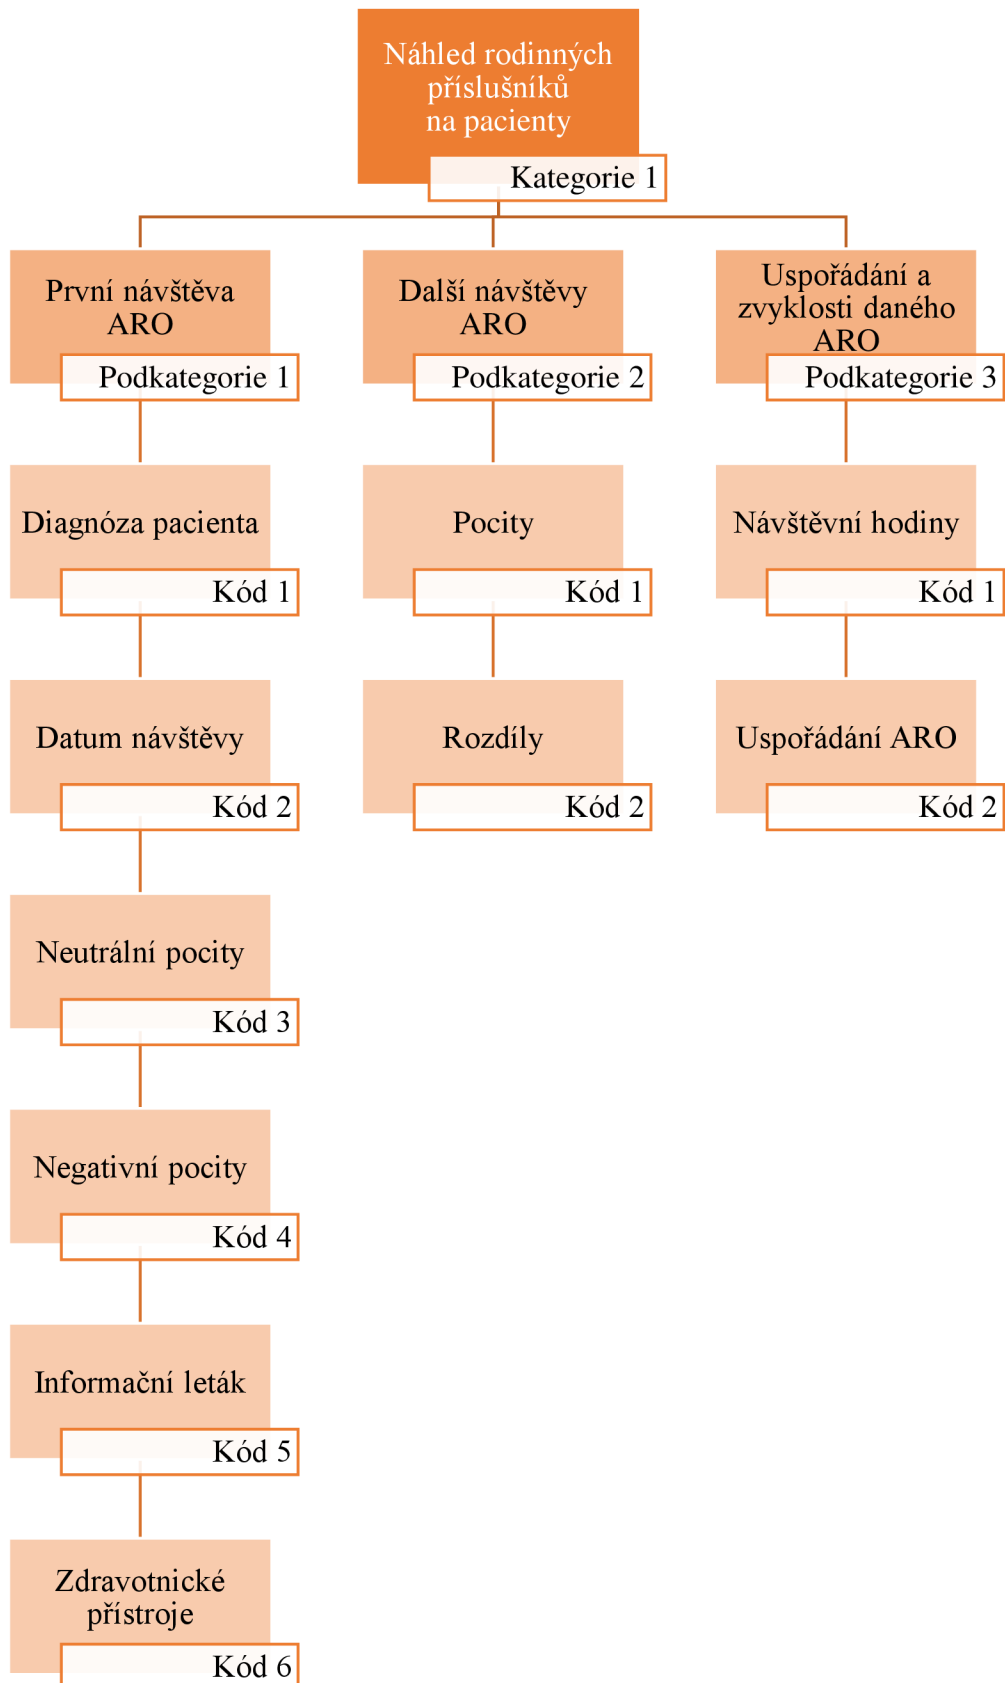 Náhled rodinných
příslušníků
na pacienty
Kategorie 1
První návštěva
ARO
Podkategorie 1
Další návštěvy
ARO
Podkategorie 2
Uspořádání a
zvyklosti daného
ARO
Podkategorie 3
Diagnóza pacienta
Kód 1
Pocity
Kód 1
Návštěvní hodiny
Kód 1
Datum návštěvy
Kód 2
Rozdíly
Kód 2
Uspořádání ARO
Kód 2
Neutrální pocity
Kód 3
Negativní pocity
Kód 4
Informační leták
Kód 5
Zdravotnické
přístroje
Kód 6